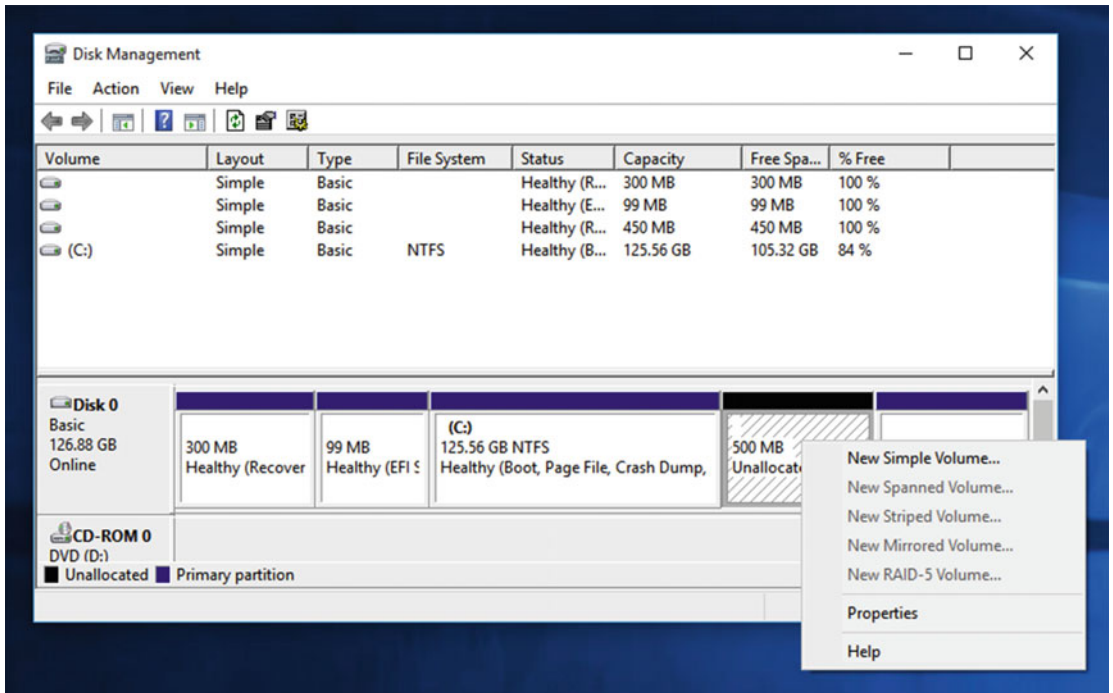 Disk Management
File Action View Help
Volume Layout Type File System Status Capacity Free Spa... % Free
Simple Basic Healthy (R... 300 MB 300 MB 100 %
Simple Basic Healthy (E... 99 MB 99 MB 100 %
Simple Basic Healthy (R... 450 MB 450 MB 100 %
(C:) Simple Basic NTFS Healthy (B... 125.56 GB 105.32 GB 84 %
Disk 0
Basic
126.88 GB
Online
300 MB
Healthy (Recover
99 MB
Healthy (EFI S
(C:)
125.56 GB NTFS
Healthy (Boot, Page File, Crash Dump,
500 MB
Unallocat
New Simple Volume...
New Spanned Volume...
New Striped Volume...
New Mirrored Volume...
New RAID-5 Volume...
Properties
Help
CD-ROM 0
DVD (D:)
Unallocated Primary partition